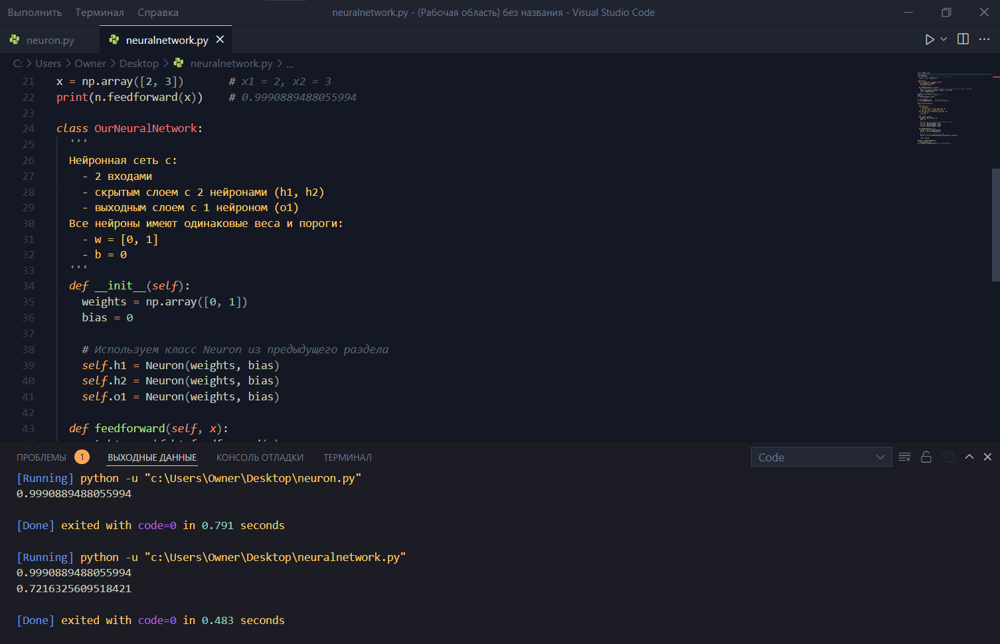 Выполнить Терминал Справка neuralnetwork.py - (Рабочая область) без названия - Visual Studio Code
neuron.py neuralnetwork.py
C: > Users > Owner > Desktop > neuralnetwork.py > ...
21 x = np.array([2, 3]) # x1 = 2, x2 = 3
22 print(n.feedforward(x)) # 0.9990889488055994
23
24 class OurNeuralNetwork:
25 '''
26 Нейронная сеть с:
27 - 2 входами
28 - скрытым слоем с 2 нейронами (h1, h2)
29 - выходным слоем с 1 нейроном (o1)
30 Все нейроны имеют одинаковые веса и пороги:
31 - w = [0, 1]
32 - b = 0
33 '''
34 def __init__(self):
35 weights = np.array([0, 1])
36 bias = 0
37
38 # Используем класс Neuron из предыдущего раздела
39 self.h1 = Neuron(weights, bias)
40 self.h2 = Neuron(weights, bias)
41 self.o1 = Neuron(weights, bias)
42
43 def feedforward(self, x):
ПРОБЛЕМЫ 1 ВЫХОДНЫЕ ДАННЫЕ КОНСОЛЬ ОТЛАДКИ ТЕРМИНАЛ Code
[Running] python -u "c:\Users\Owner\Desktop\neuron.py"
0.9990889488055994
[Done] exited with code=0 in 0.791 seconds
[Running] python -u "c:\Users\Owner\Desktop\neuralnetwork.py"
0.9990889488055994
0.7216325609518421
[Done] exited with code=0 in 0.483 seconds